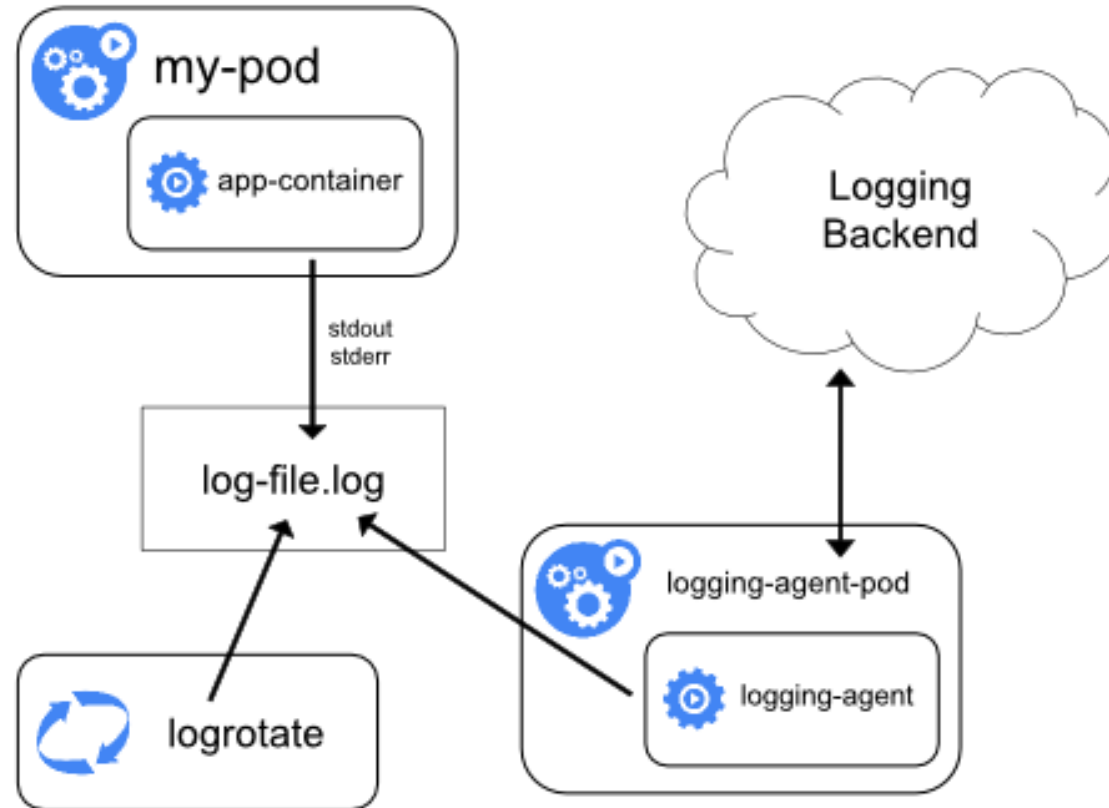 my-pod
app-container
Logging
Backend
stdout
stderr
log-file.log
logging-agent-pod
logging-agent
logrotate